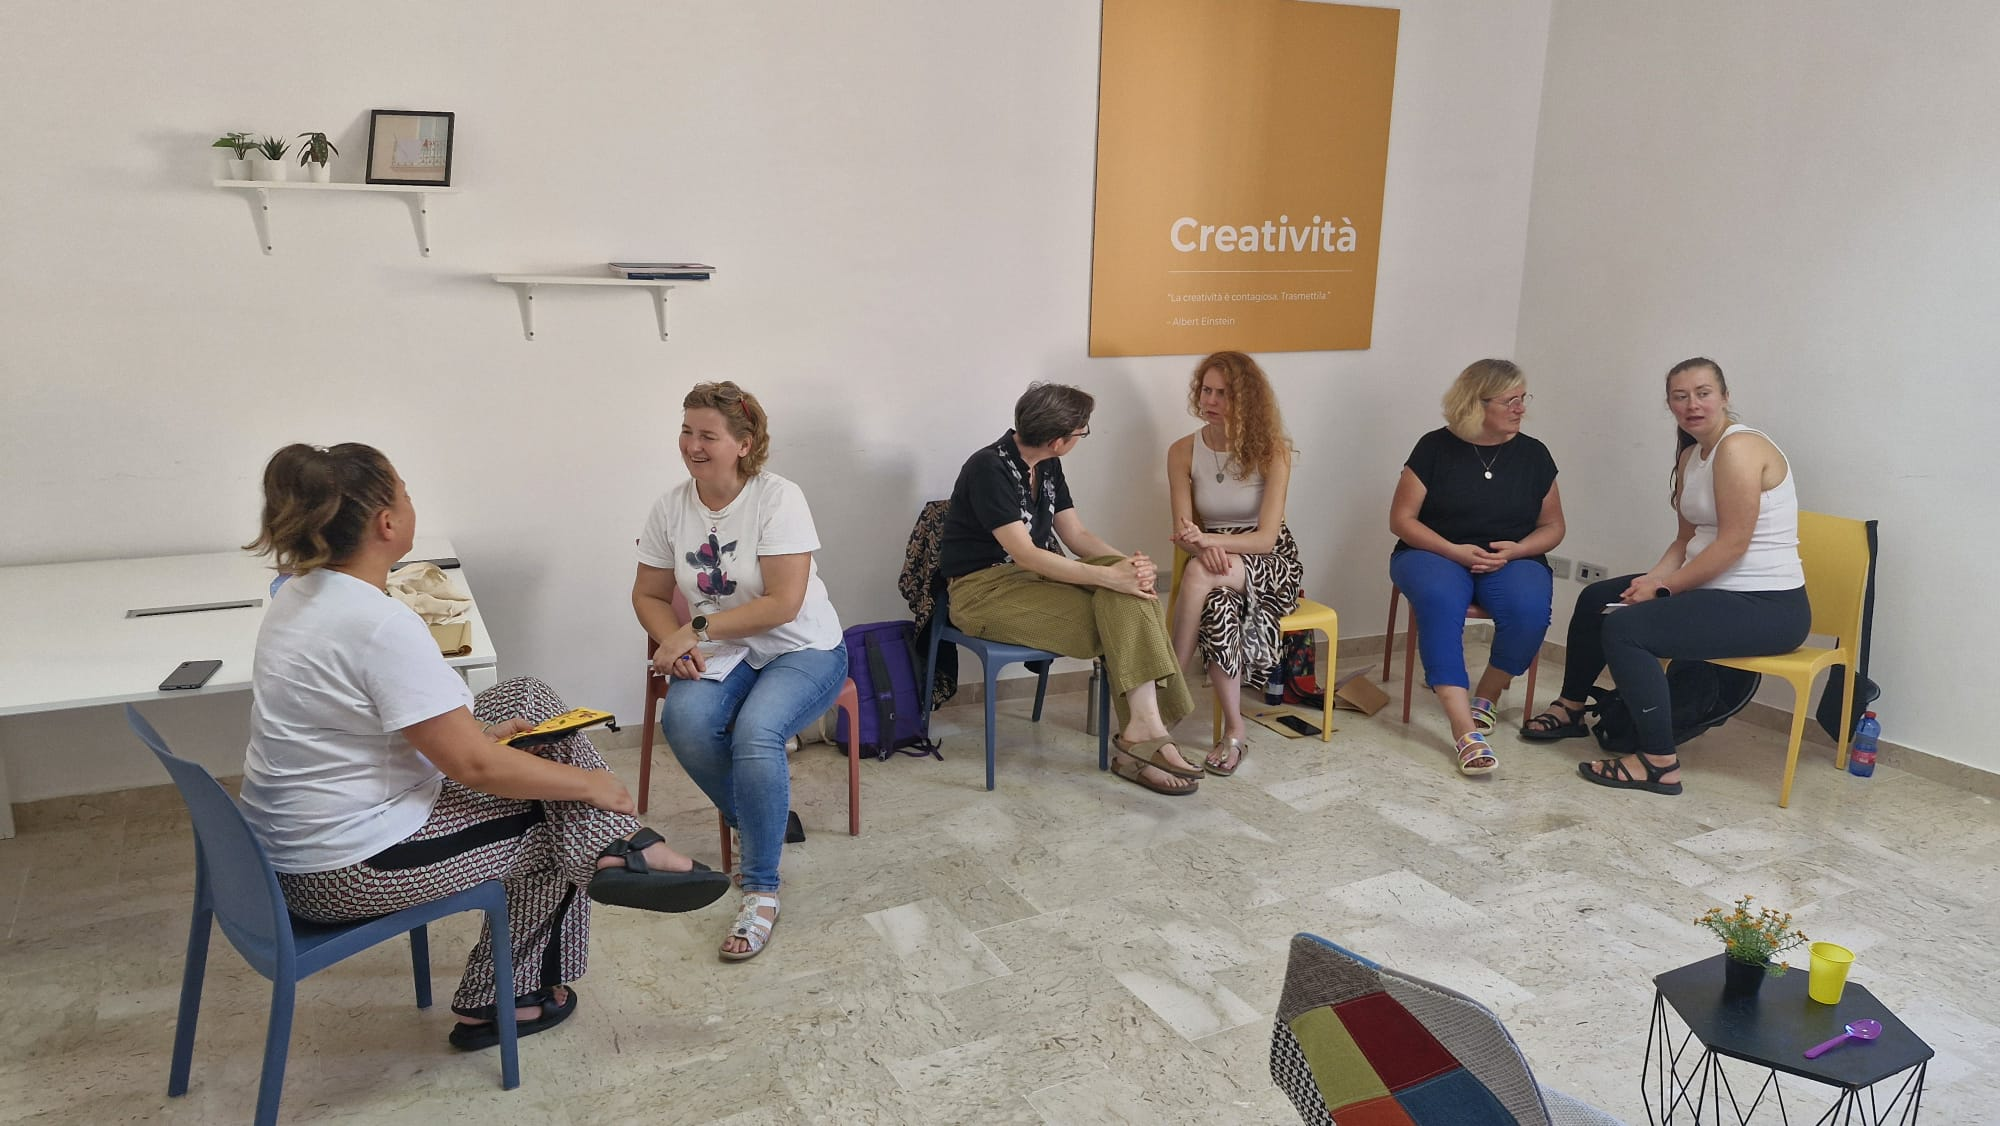 Creatività
"La creatività è contagiosa. Trasmettila"
- Albert Einstein